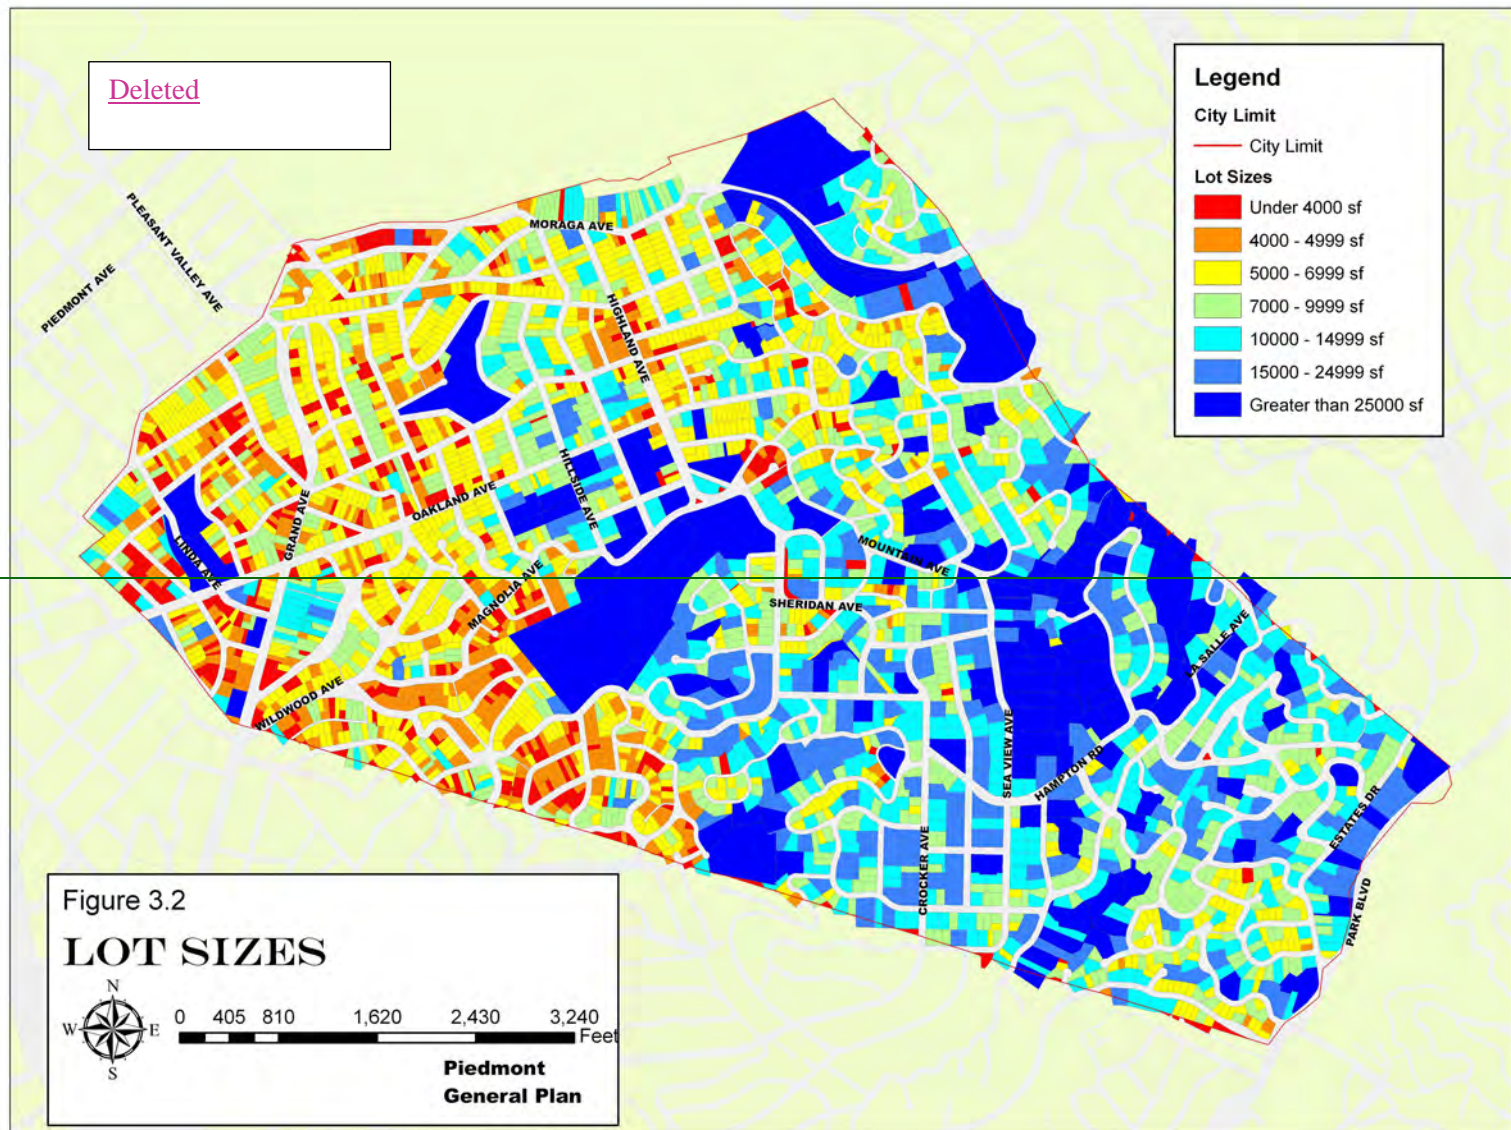 Deleted
Legend
City Limit
City Limit
Lot Sizes
Under 4000 sf
4000 - 4999 sf
5000 - 6999 sf
7000 - 9999 sf
10000 - 14999 sf
15000 - 24999 sf
Greater than 25000 sf
PLEASANT VALLEY AVE
PIEDMONT AVE
MORAGA AVE
HIGHLAND AVE
HILLSIDE AVE
OAKLAND AVE
GRAND AVE
LINDA AVE
MAGNOLIA AVE
WILDWOOD AVE
MOUNTAIN AVE
SHERIDAN AVE
LA SALLE AVE
SEA VIEW AVE
HAMPTON RD
CROCKER AVE
ESTATES DR
PARK BLVD
Figure 3.2
LOT SIZES
N
W E
S
0 405 810 1,620 2,430 3,240
Feet
Piedmont
General Plan